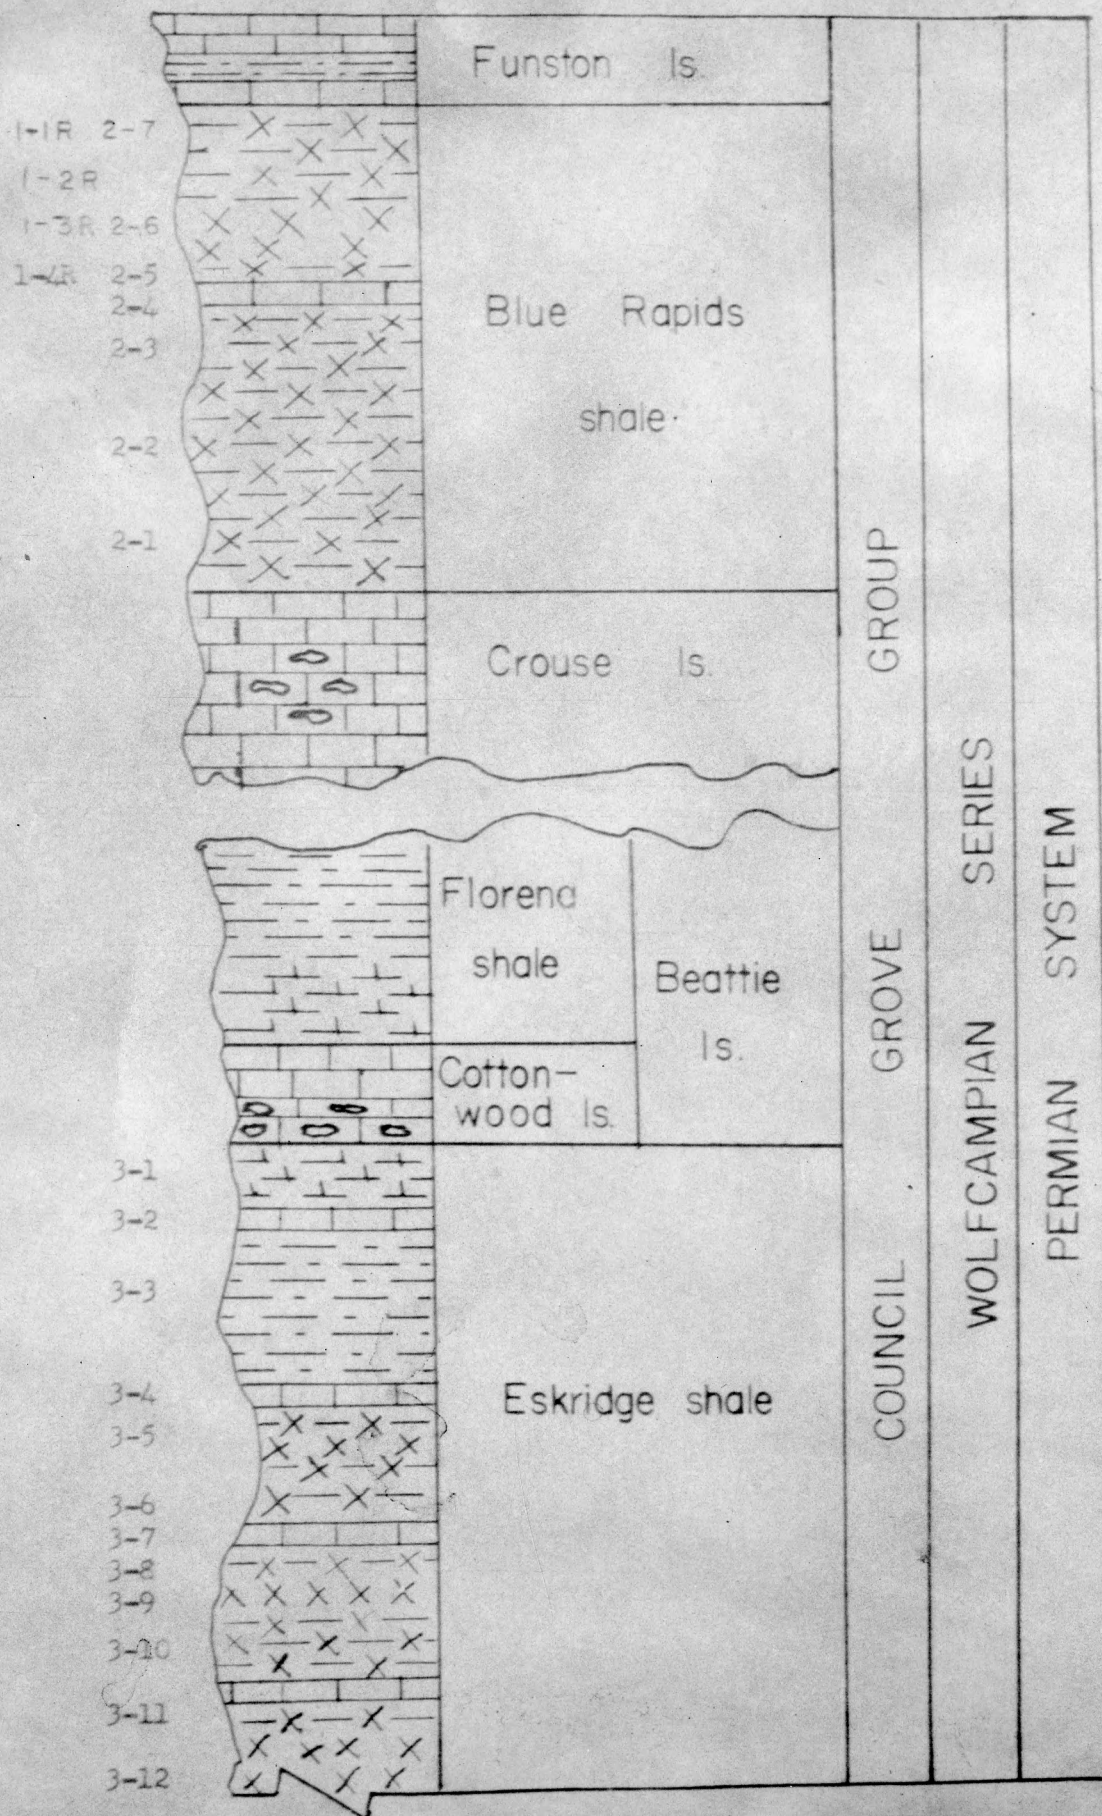 Funston ls.
1-1R 2-7
1-2R
1-3R 2-6
1-4R 2-5
2-4
2-3
2-2
2-1
Blue Rapids
shale
Crouse ls.
Florena
shale
Beattie
ls.
Cotton-
wood ls.
3-1
3-2
3-3
3-4
3-5
3-6
3-7
3-8
3-9
3-10
3-11
3-12
Eskridge shale
COUNCIL GROVE GROUP
WOLFCAMPIAN SERIES
PERMIAN SYSTEM